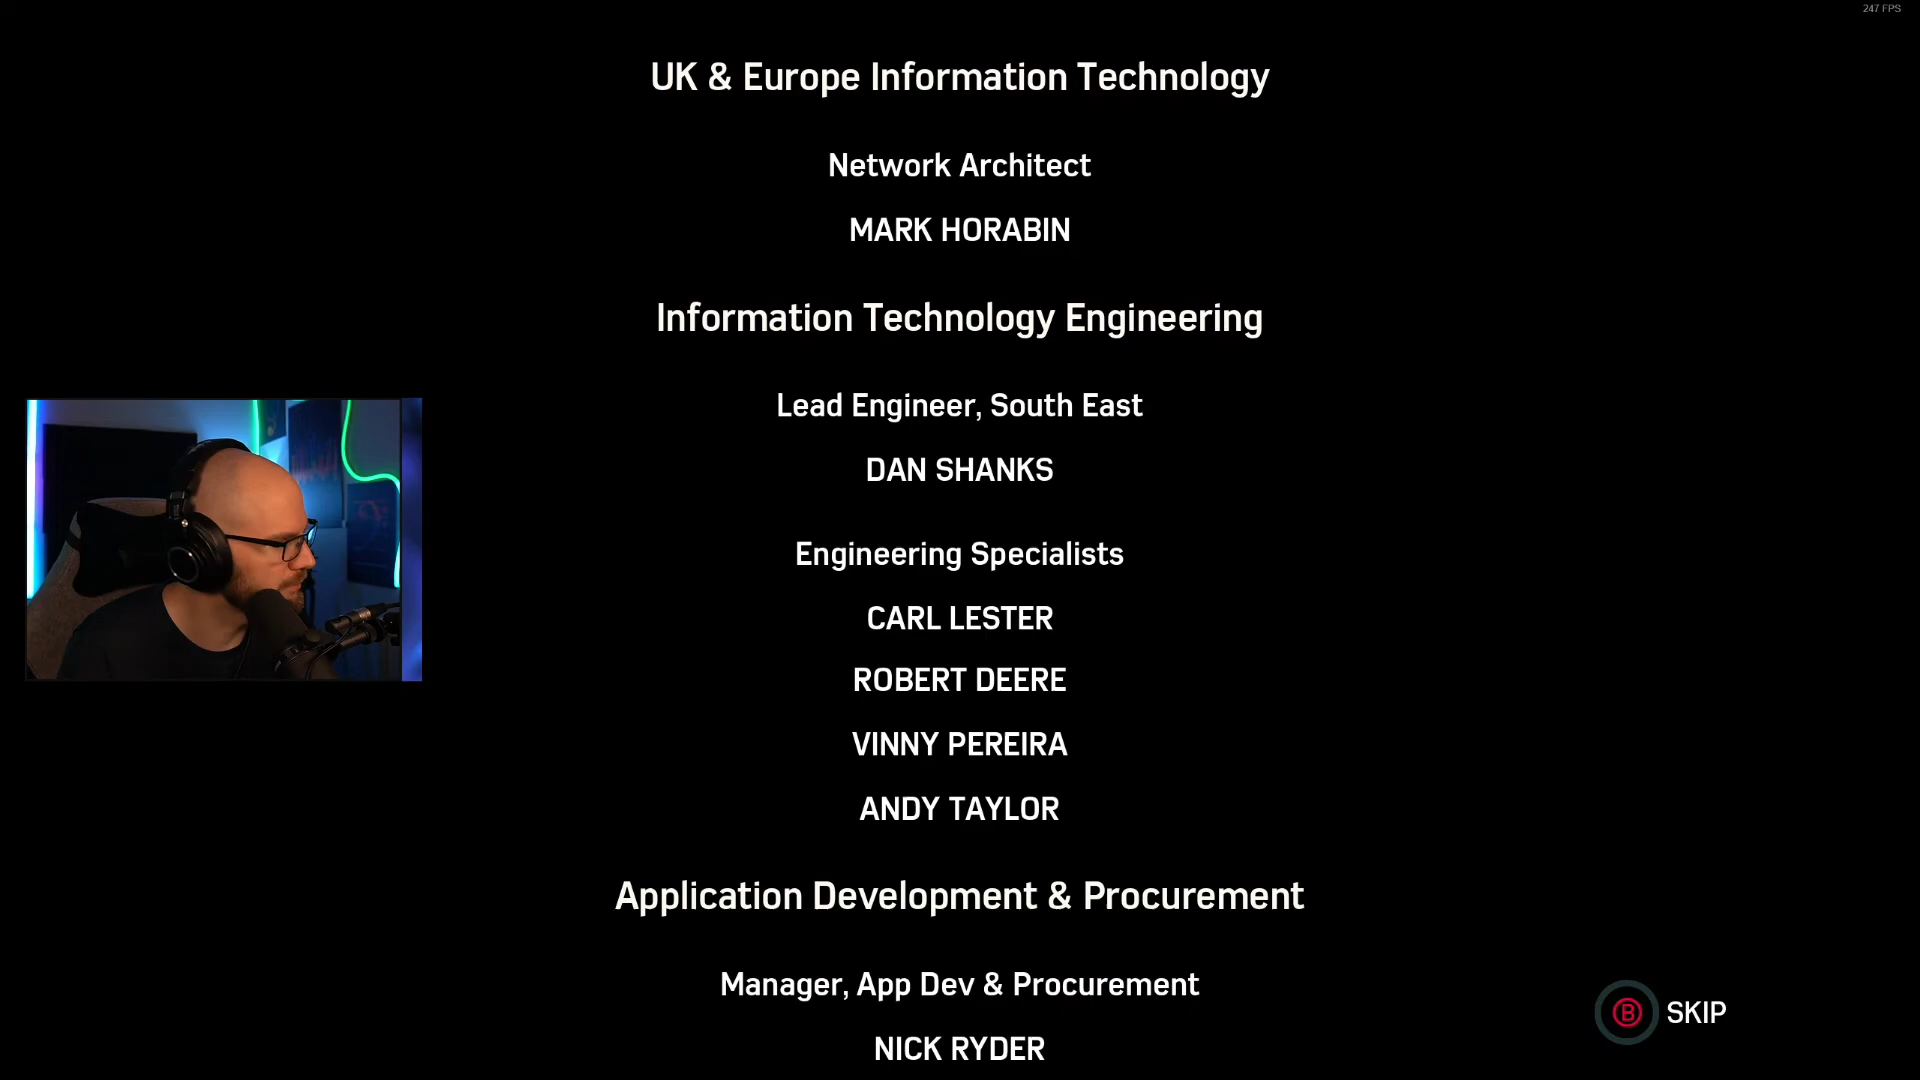 247 FPS
UK & Europe Information Technology
Network Architect
MARK HORABIN
Information Technology Engineering
Lead Engineer, South East
DAN SHANKS
Engineering Specialists
CARL LESTER
ROBERT DEERE
VINNY PEREIRA
ANDY TAYLOR
Application Development & Procurement
Manager, App Dev & Procurement
NICK RYDER
B SKIP